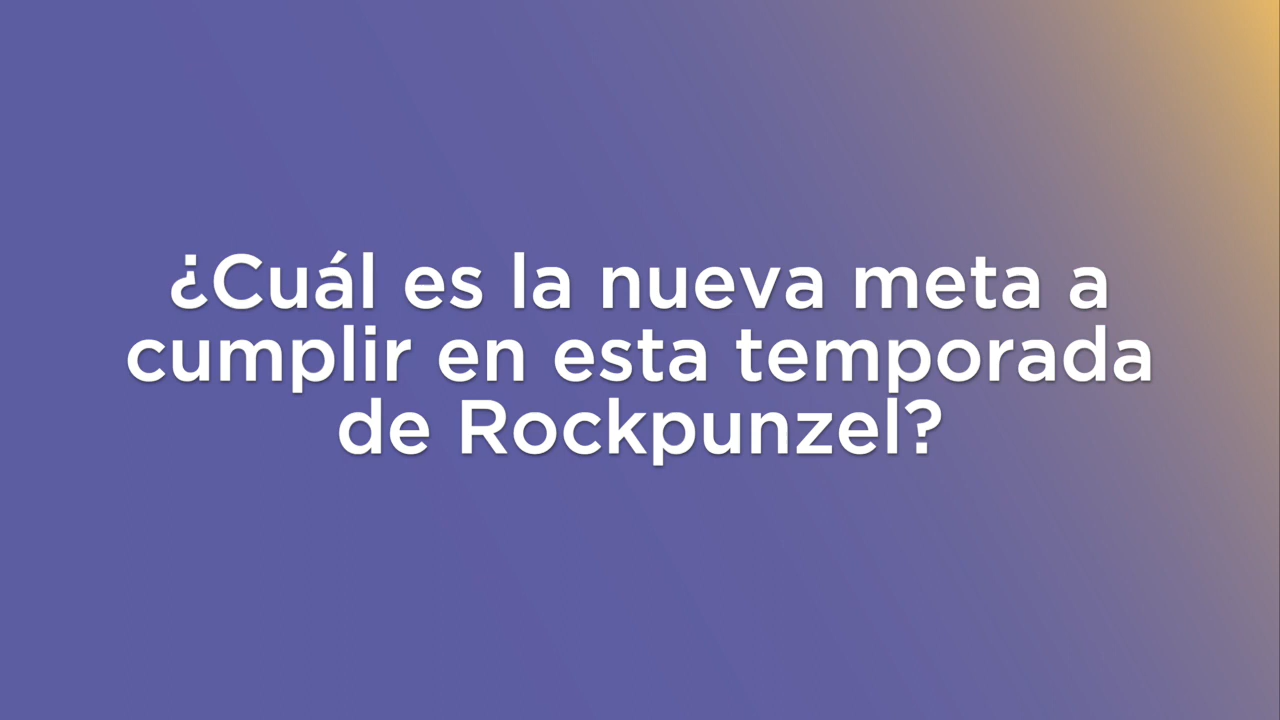 ¿Cuál es la nueva meta a
cumplir en esta temporada
de Rockpunzel?